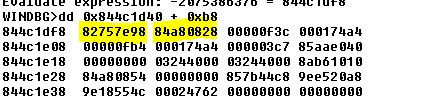 Evaluate expression: -2075386376 = 844c1df8
WINDBG>dd 0x844c1d40 + 0xb8
844c1df8 82757e98 84a80828 00000f3c 000174a4
844c1e08 00000fb4 000174a4 000003c7 85aae040
844c1e18 00000000 03244000 03244000 8ab61010
844c1e28 84a80854 00000000 857b44c8 9ee520a8
844c1e38 9e18554c 00024762 00000000 00000000